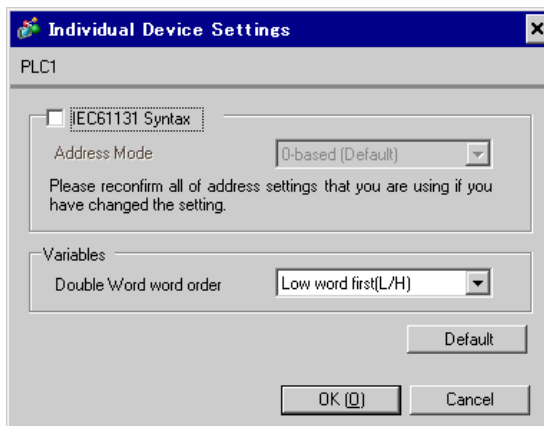 Individual Device Settings
PLC1
IEC61131 Syntax
Address Mode
0-based (Default)
Please reconfirm all of address settings that you are using if you
have changed the setting.
Variables
Double Word word order
Low word first(L/H)
Default
OK (O)
Cancel